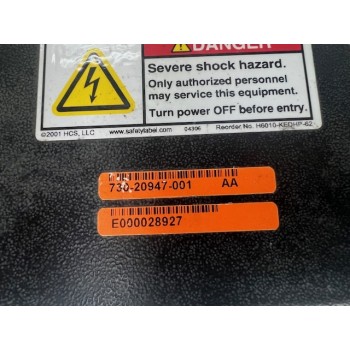 DANGER
Severe shock hazard.
Only authorized personnel
may service this equipment.
Turn power OFF before entry.
©2001 HCS, LLC www.safetylabel.com 04306 Reorder No. H6010-KEDHP-62
730-20947-001 AA
E000028927